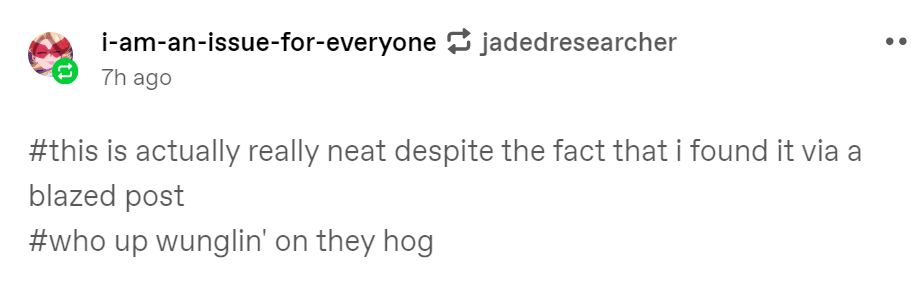 i-am-an-issue-for-everyone jadedresearcher
7h ago
#this is actually really neat despite the fact that i found it via a
blazed post
#who up wunglin' on they hog